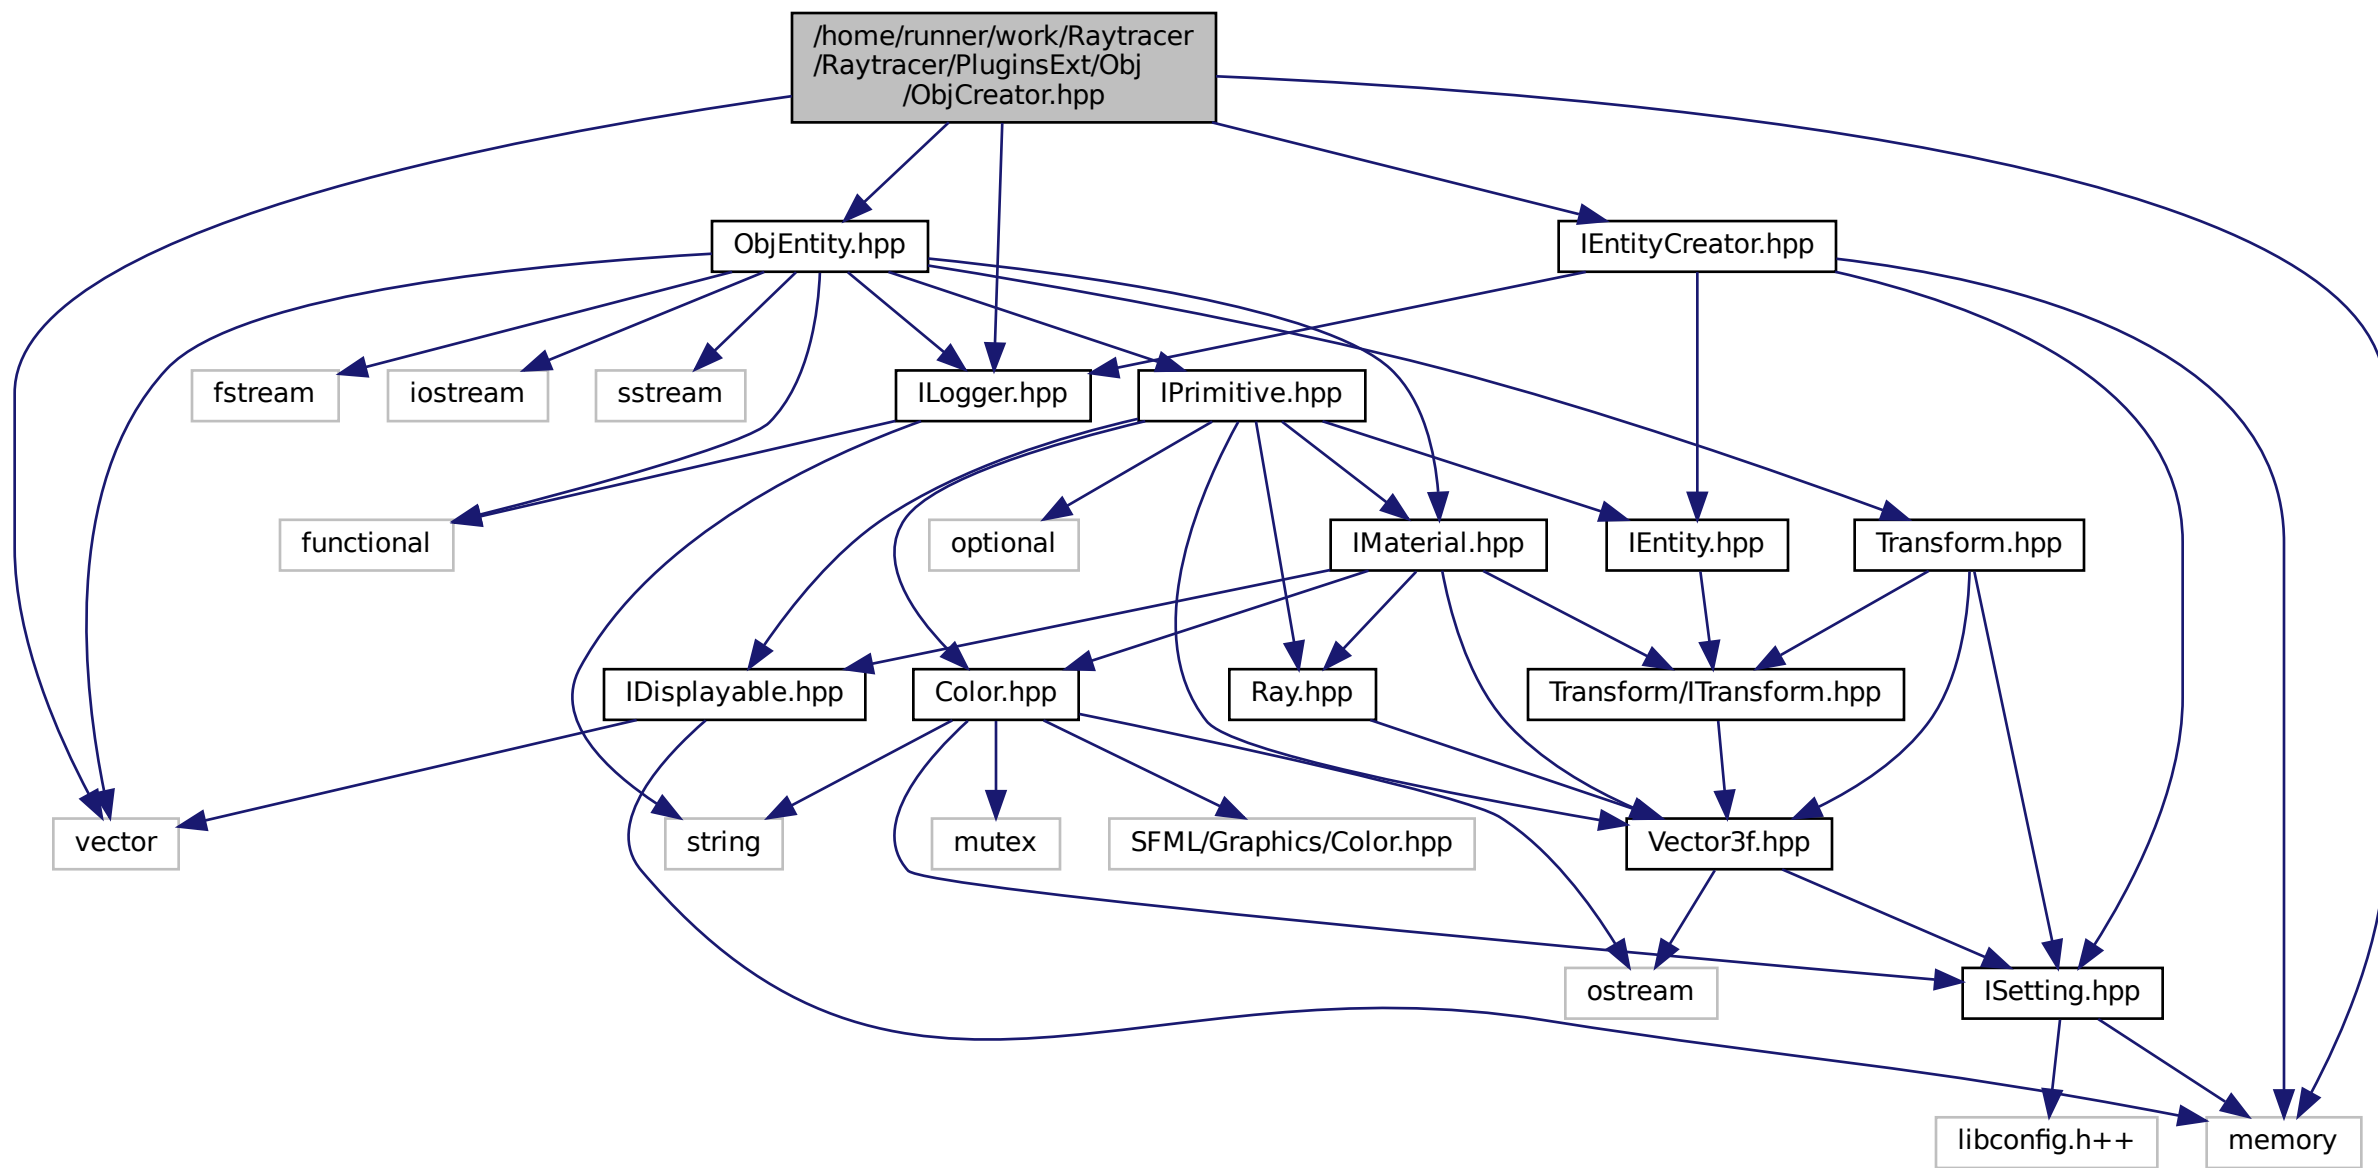 /home/runner/work/Raytracer
/Raytracer/PluginsExt/Obj
/ObjCreator.hpp
ObjEntity.hpp
IEntityCreator.hpp
fstream
iostream
sstream
ILogger.hpp
IPrimitive.hpp
functional
optional
IMaterial.hpp
IEntity.hpp
Transform.hpp
IDisplayable.hpp
Color.hpp
Ray.hpp
Transform/ITransform.hpp
vector
string
mutex
SFML/Graphics/Color.hpp
Vector3f.hpp
ostream
ISetting.hpp
libconfig.h++
memory